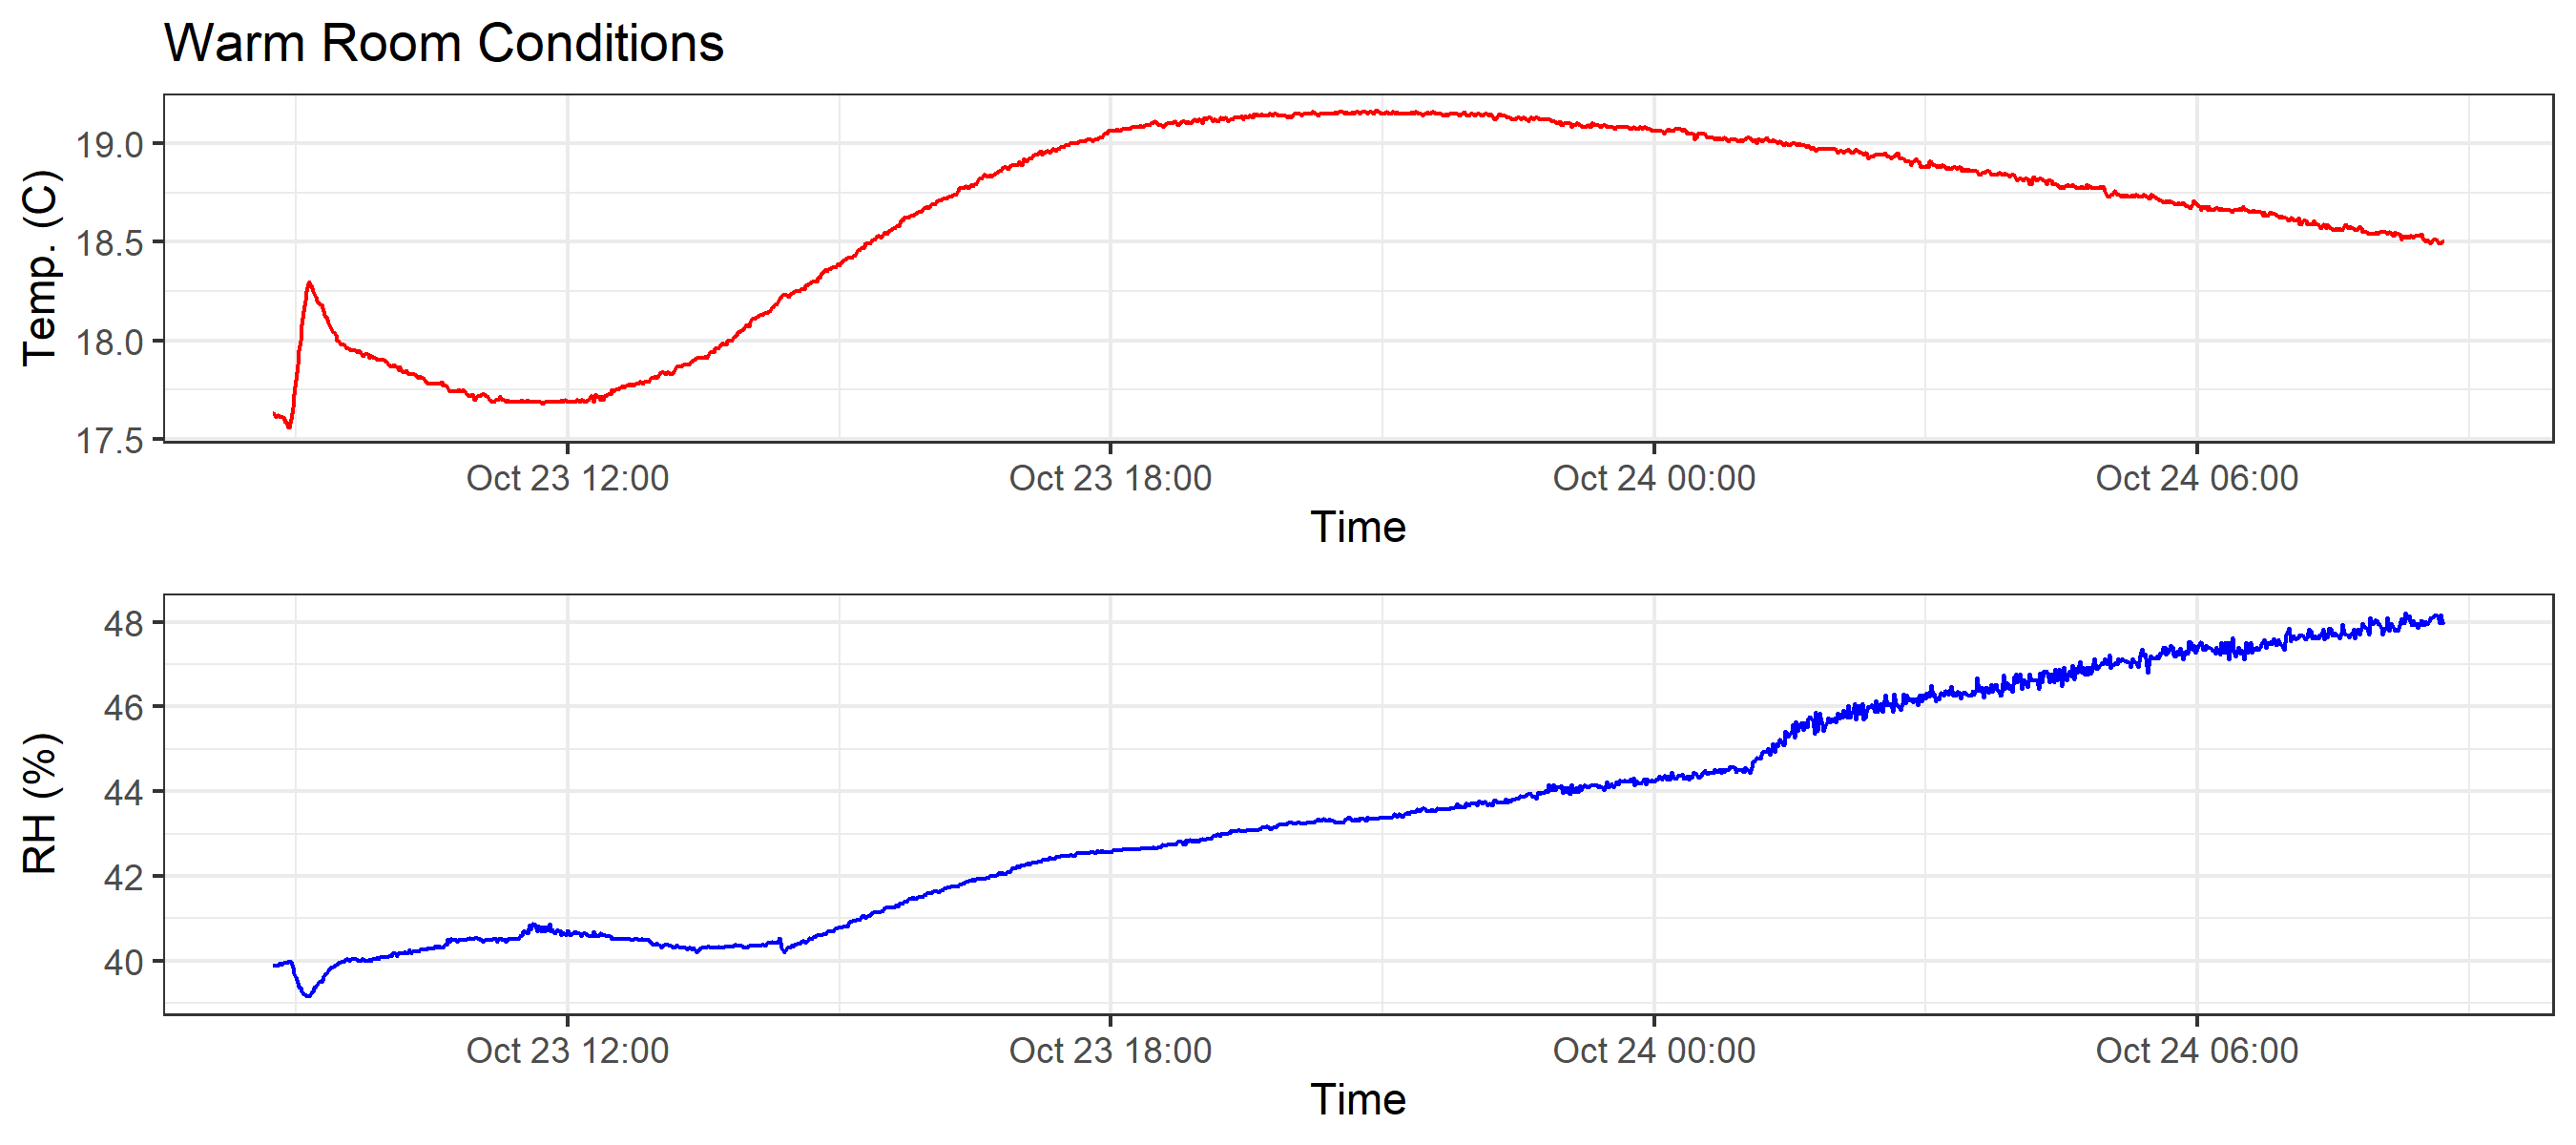 Warm Room Conditions
Temp. (C)
19.0
18.5
18.0
17.5
Oct 23 12:00 Oct 23 18:00 Oct 24 00:00 Oct 24 06:00
Time
RH (%)
48
46
44
42
40
Oct 23 12:00 Oct 23 18:00 Oct 24 00:00 Oct 24 06:00
Time